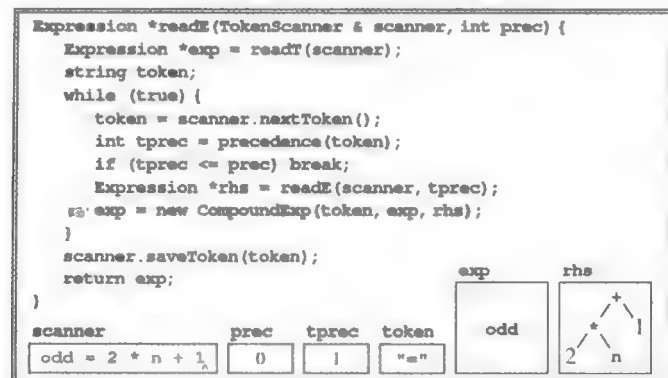 Expression *readE(TokenScanner & scanner, int prec) {
Expression *exp = readT(scanner);
string token;
while (true) {
token = scanner.nextToken();
int tprec = precedence(token);
if (tprec <= prec) break;
Expression *rhs = readE(scanner, tprec);
exp = new CompoundExp(token, exp, rhs);
}
scanner.saveToken(token);
return exp;
}
exp rhs
odd
+
* 1
2 n
scanner prec tprec token
odd = 2 * n + 1^ 0 1 "="